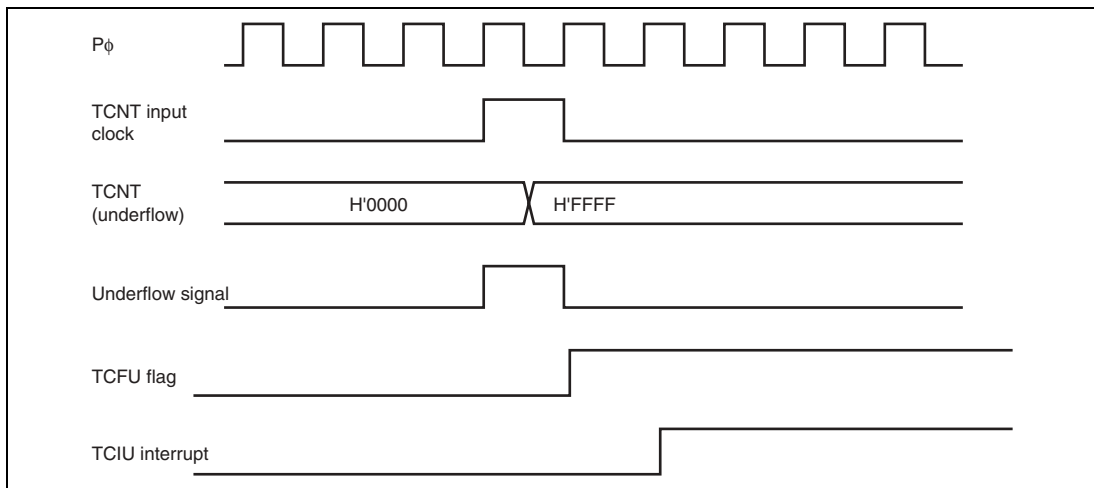 Pϕ
TCNT input
clock
TCNT
(underflow)
H'0000
H'FFFF
Underflow signal
TCFU flag
TCIU interrupt